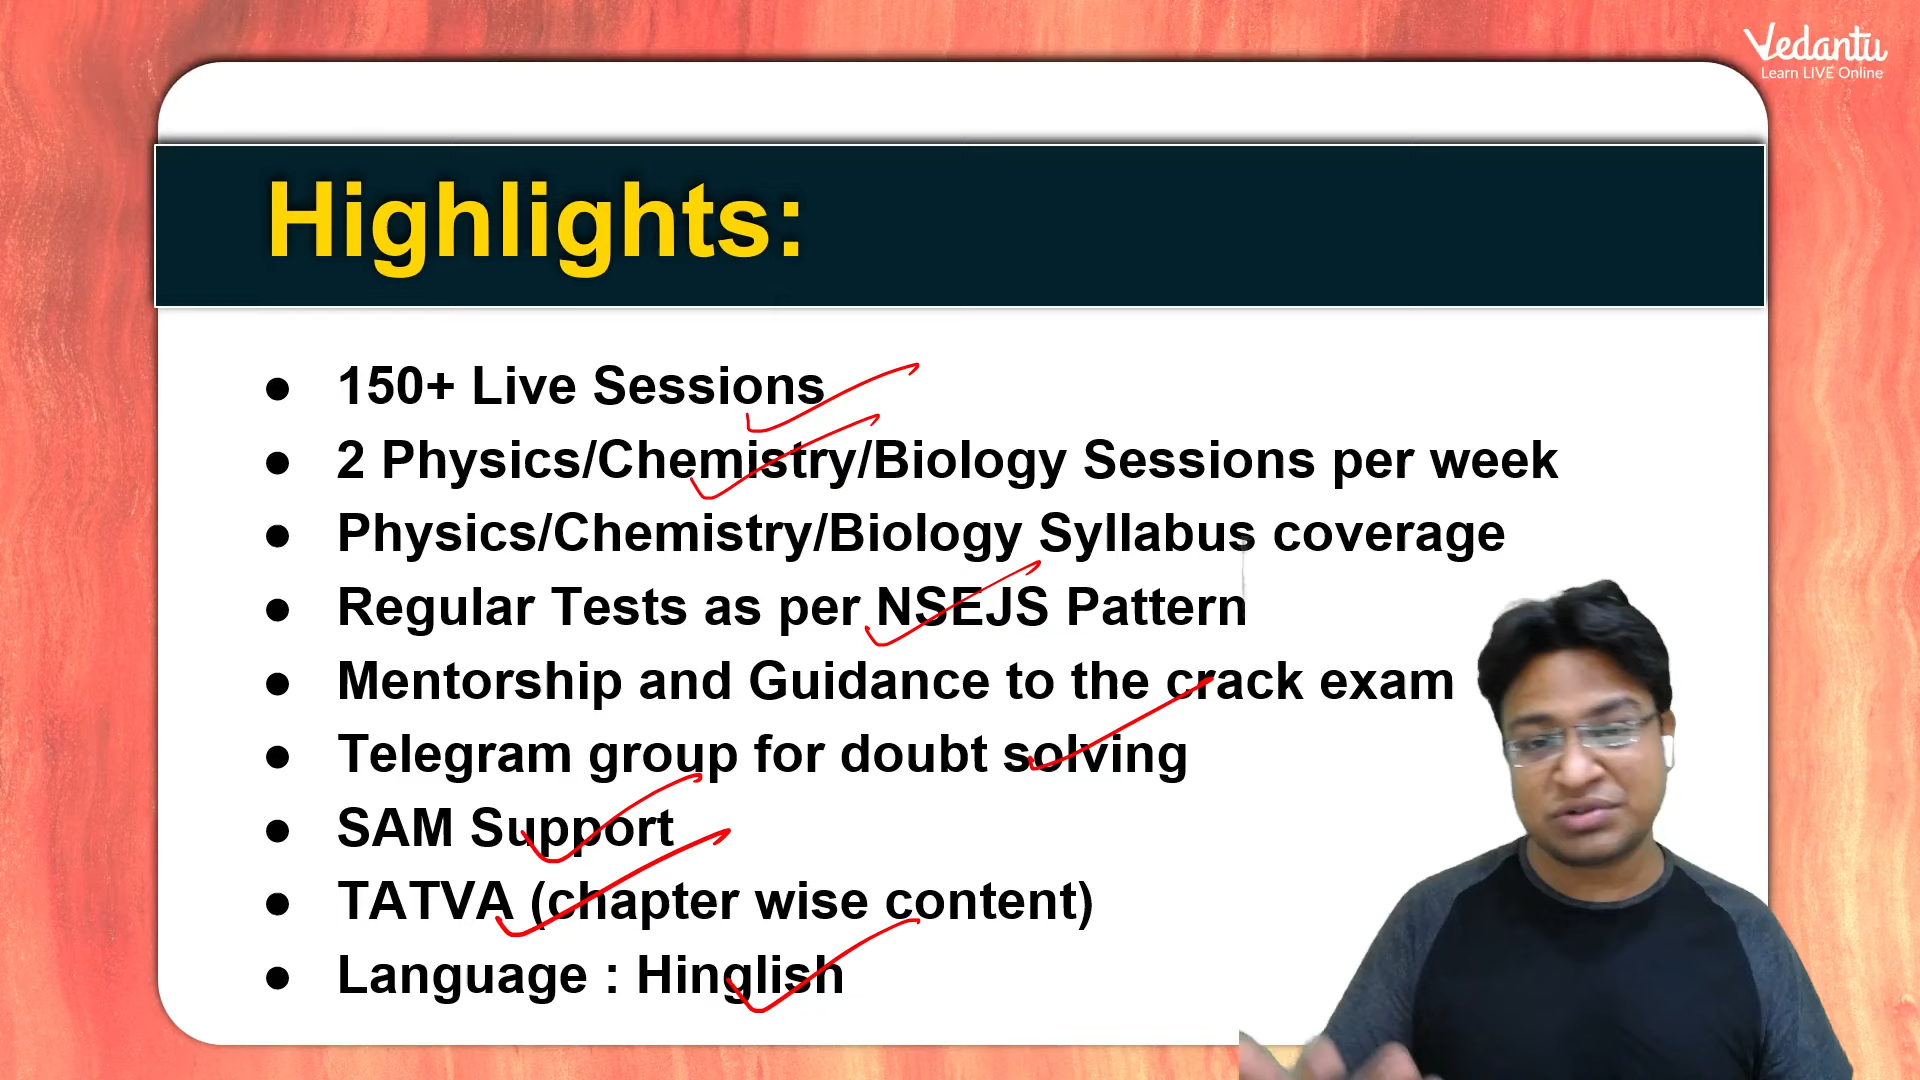 Vedantu
Learn LIVE Online
Highlights:
● 150+ Live Sessions
● 2 Physics/Chemistry/Biology Sessions per week
● Physics/Chemistry/Biology Syllabus coverage
● Regular Tests as per NSEJS Pattern
● Mentorship and Guidance to the crack exam
● Telegram group for doubt solving
● SAM Support
● TATVA (chapter wise content)
● Language : Hinglish